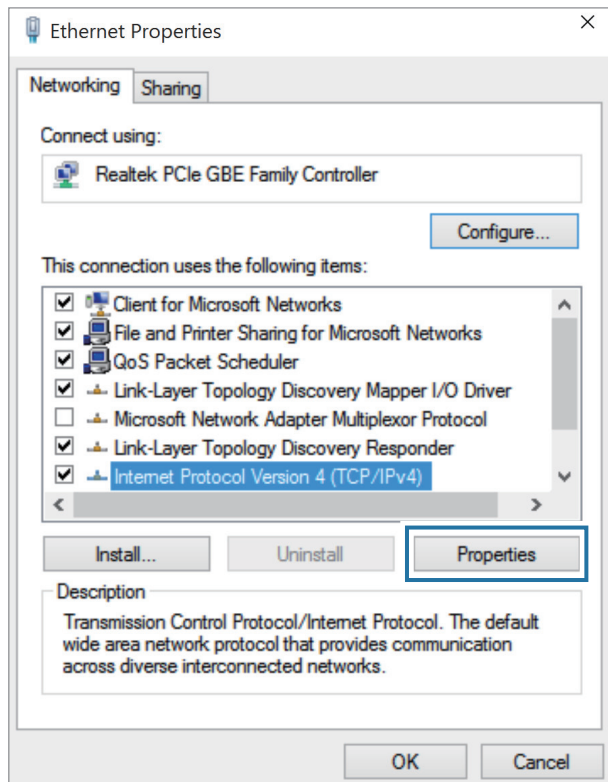 Ethernet Properties
Networking
Sharing
Connect using:
Realtek PCIe GBE Family Controller
Configure...
This connection uses the following items:
Client for Microsoft Networks
File and Printer Sharing for Microsoft Networks
QoS Packet Scheduler
Link-Layer Topology Discovery Mapper I/O Driver
Microsoft Network Adapter Multiplexor Protocol
Link-Layer Topology Discovery Responder
Internet Protocol Version 4 (TCP/IPv4)
Install...
Uninstall
Properties
Description
Transmission Control Protocol/Internet Protocol. The default
wide area network protocol that provides communication
across diverse interconnected networks.
OK
Cancel